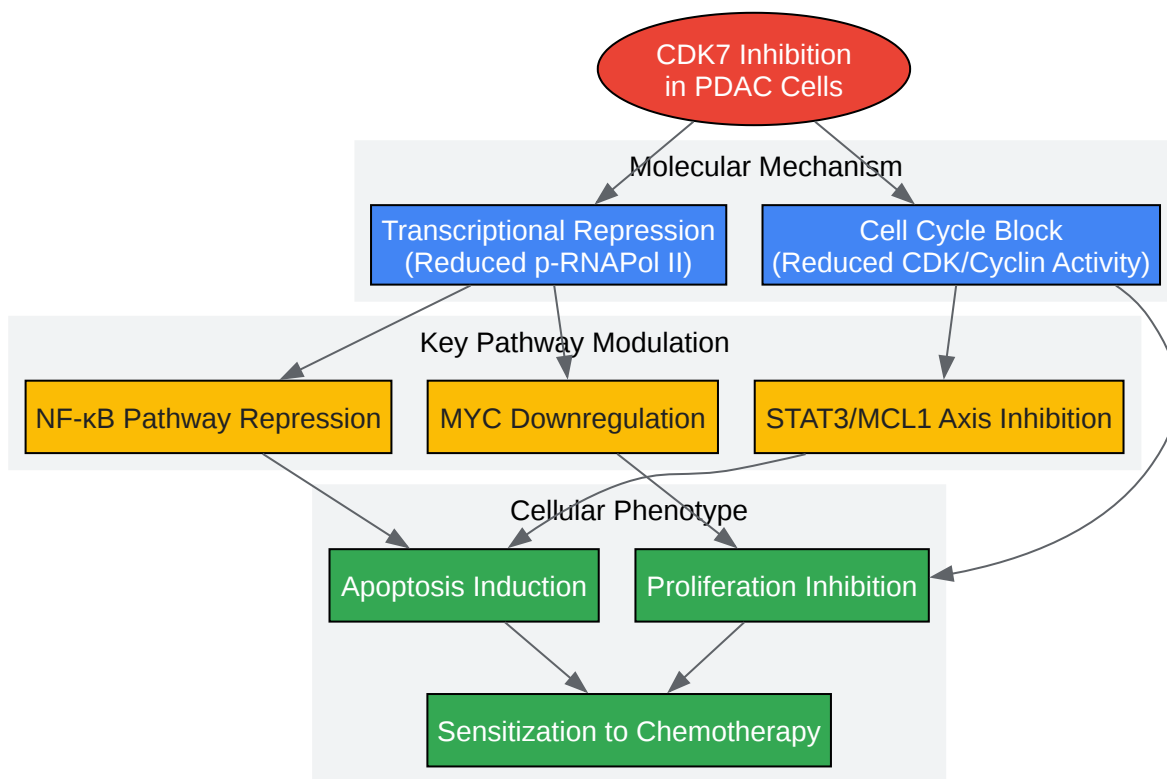 CDK7 Inhibition
in PDAC Cells
Molecular Mechanism
Transcriptional Repression
(Reduced p-RNAPol II)
Cell Cycle Block
(Reduced CDK/Cyclin Activity)
Key Pathway Modulation
NF-κB Pathway Repression
MYC Downregulation
STAT3/MCL1 Axis Inhibition
Cellular Phenotype
Apoptosis Induction
Proliferation Inhibition
Sensitization to Chemotherapy